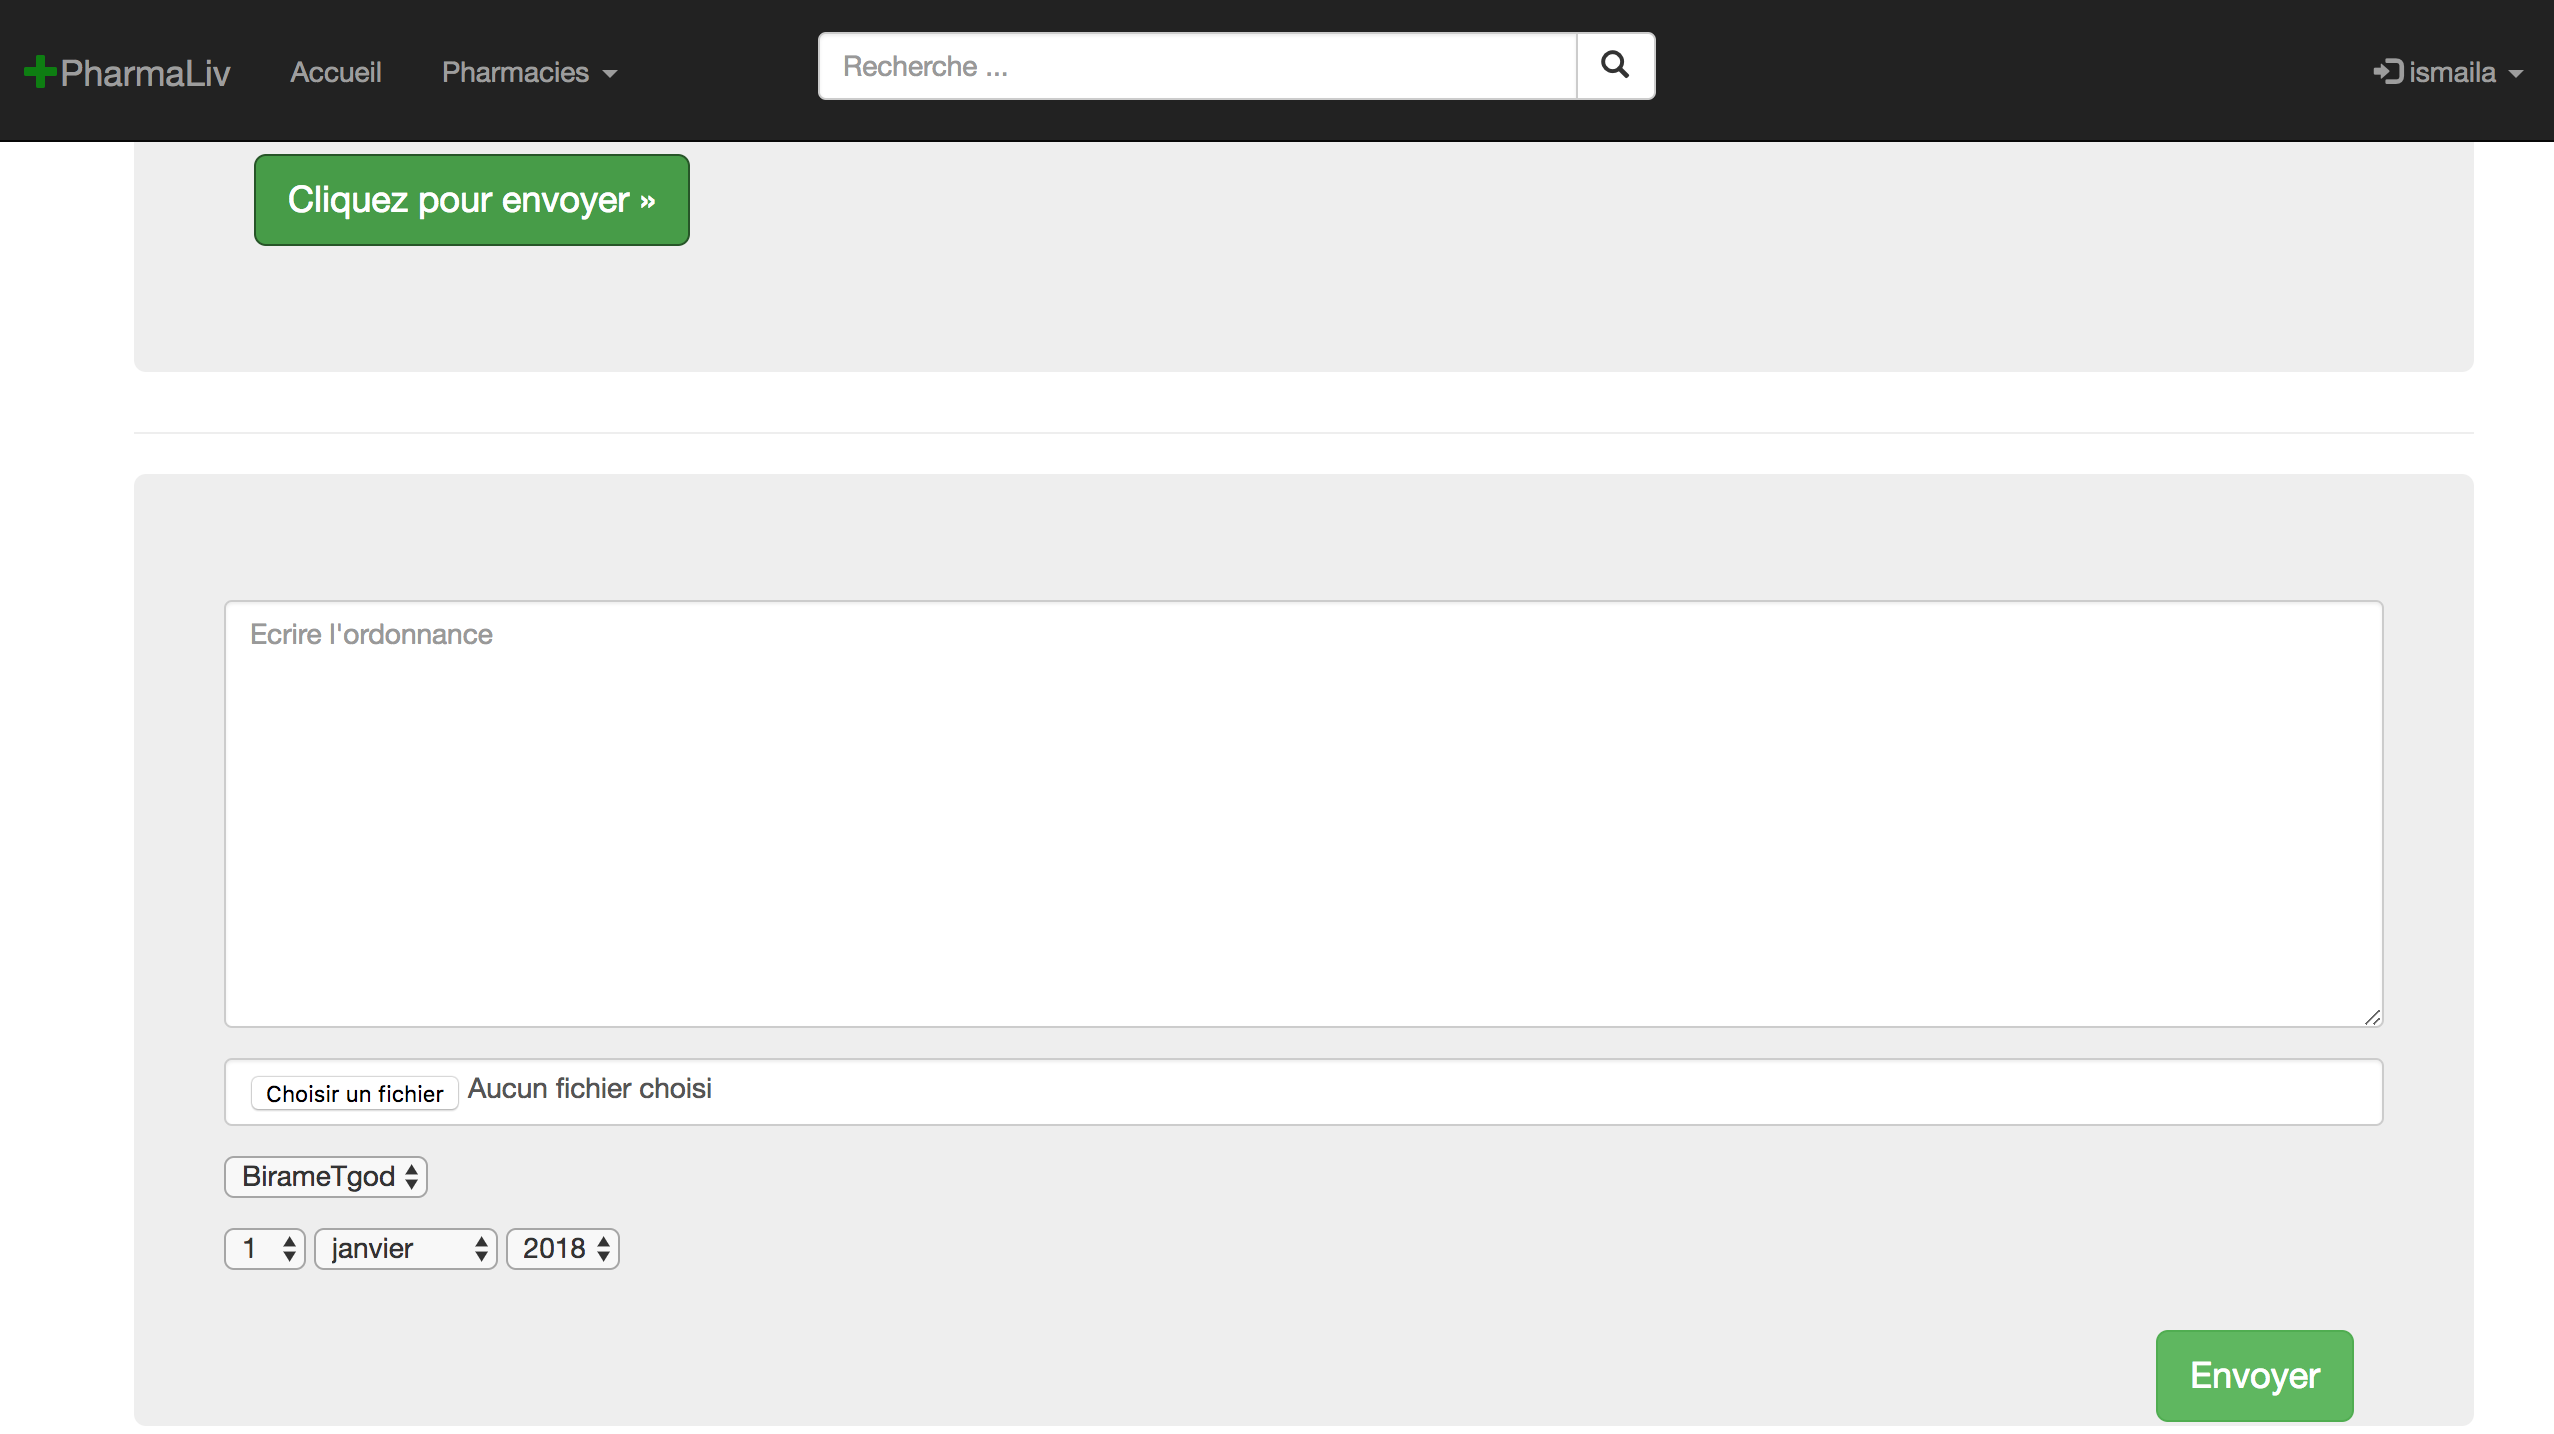 PharmaLiv Accueil Pharmacies Recherche ... ismaila
Cliquez pour envoyer »
Ecrire l'ordonnance
Choisir un fichier Aucun fichier choisi
BirameTgod
1 janvier 2018
Envoyer